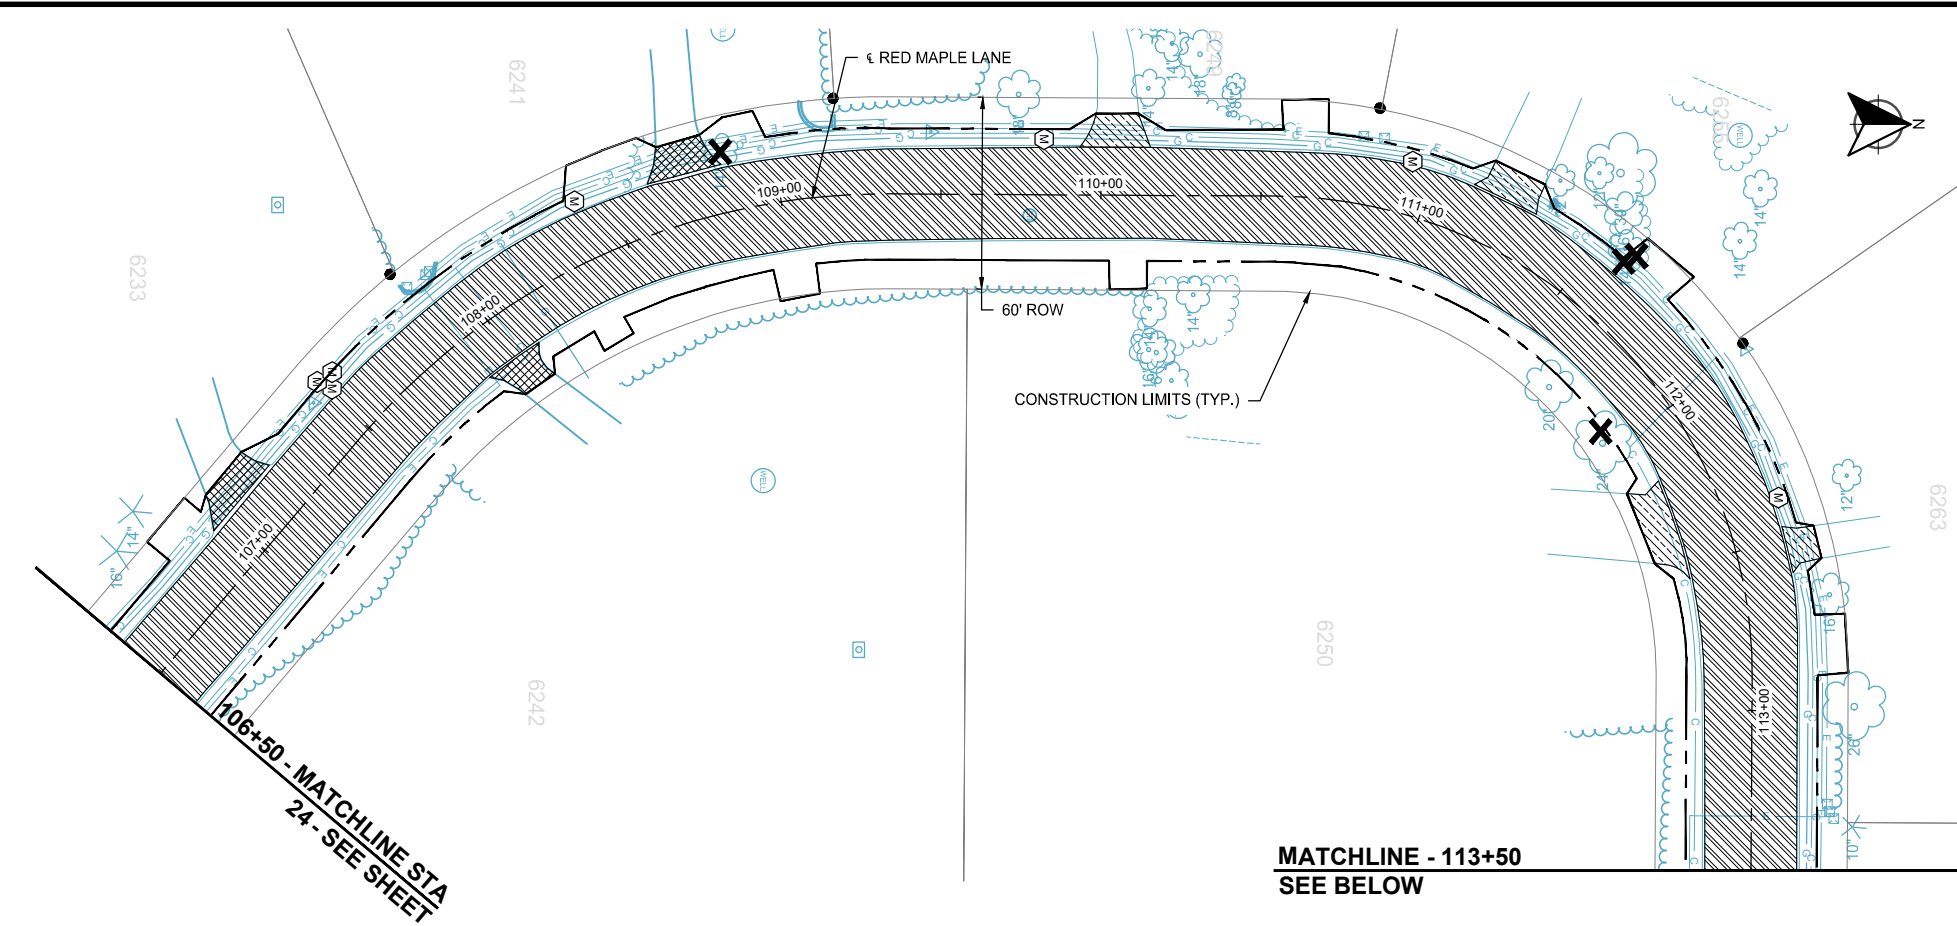 ℄ RED MAPLE LANE
6241
6249
6256
N
109+00
110+00
111+00
6233
108+00
60' ROW
112+00
CONSTRUCTION LIMITS (TYP.)
20"
24"
WELL
12"
6263
107+00
14"
16"
16"
6250
6242
113+00
26"
10"
106+50 - MATCHLINE STA
24 - SEE SHEET
MATCHLINE - 113+50
SEE BELOW